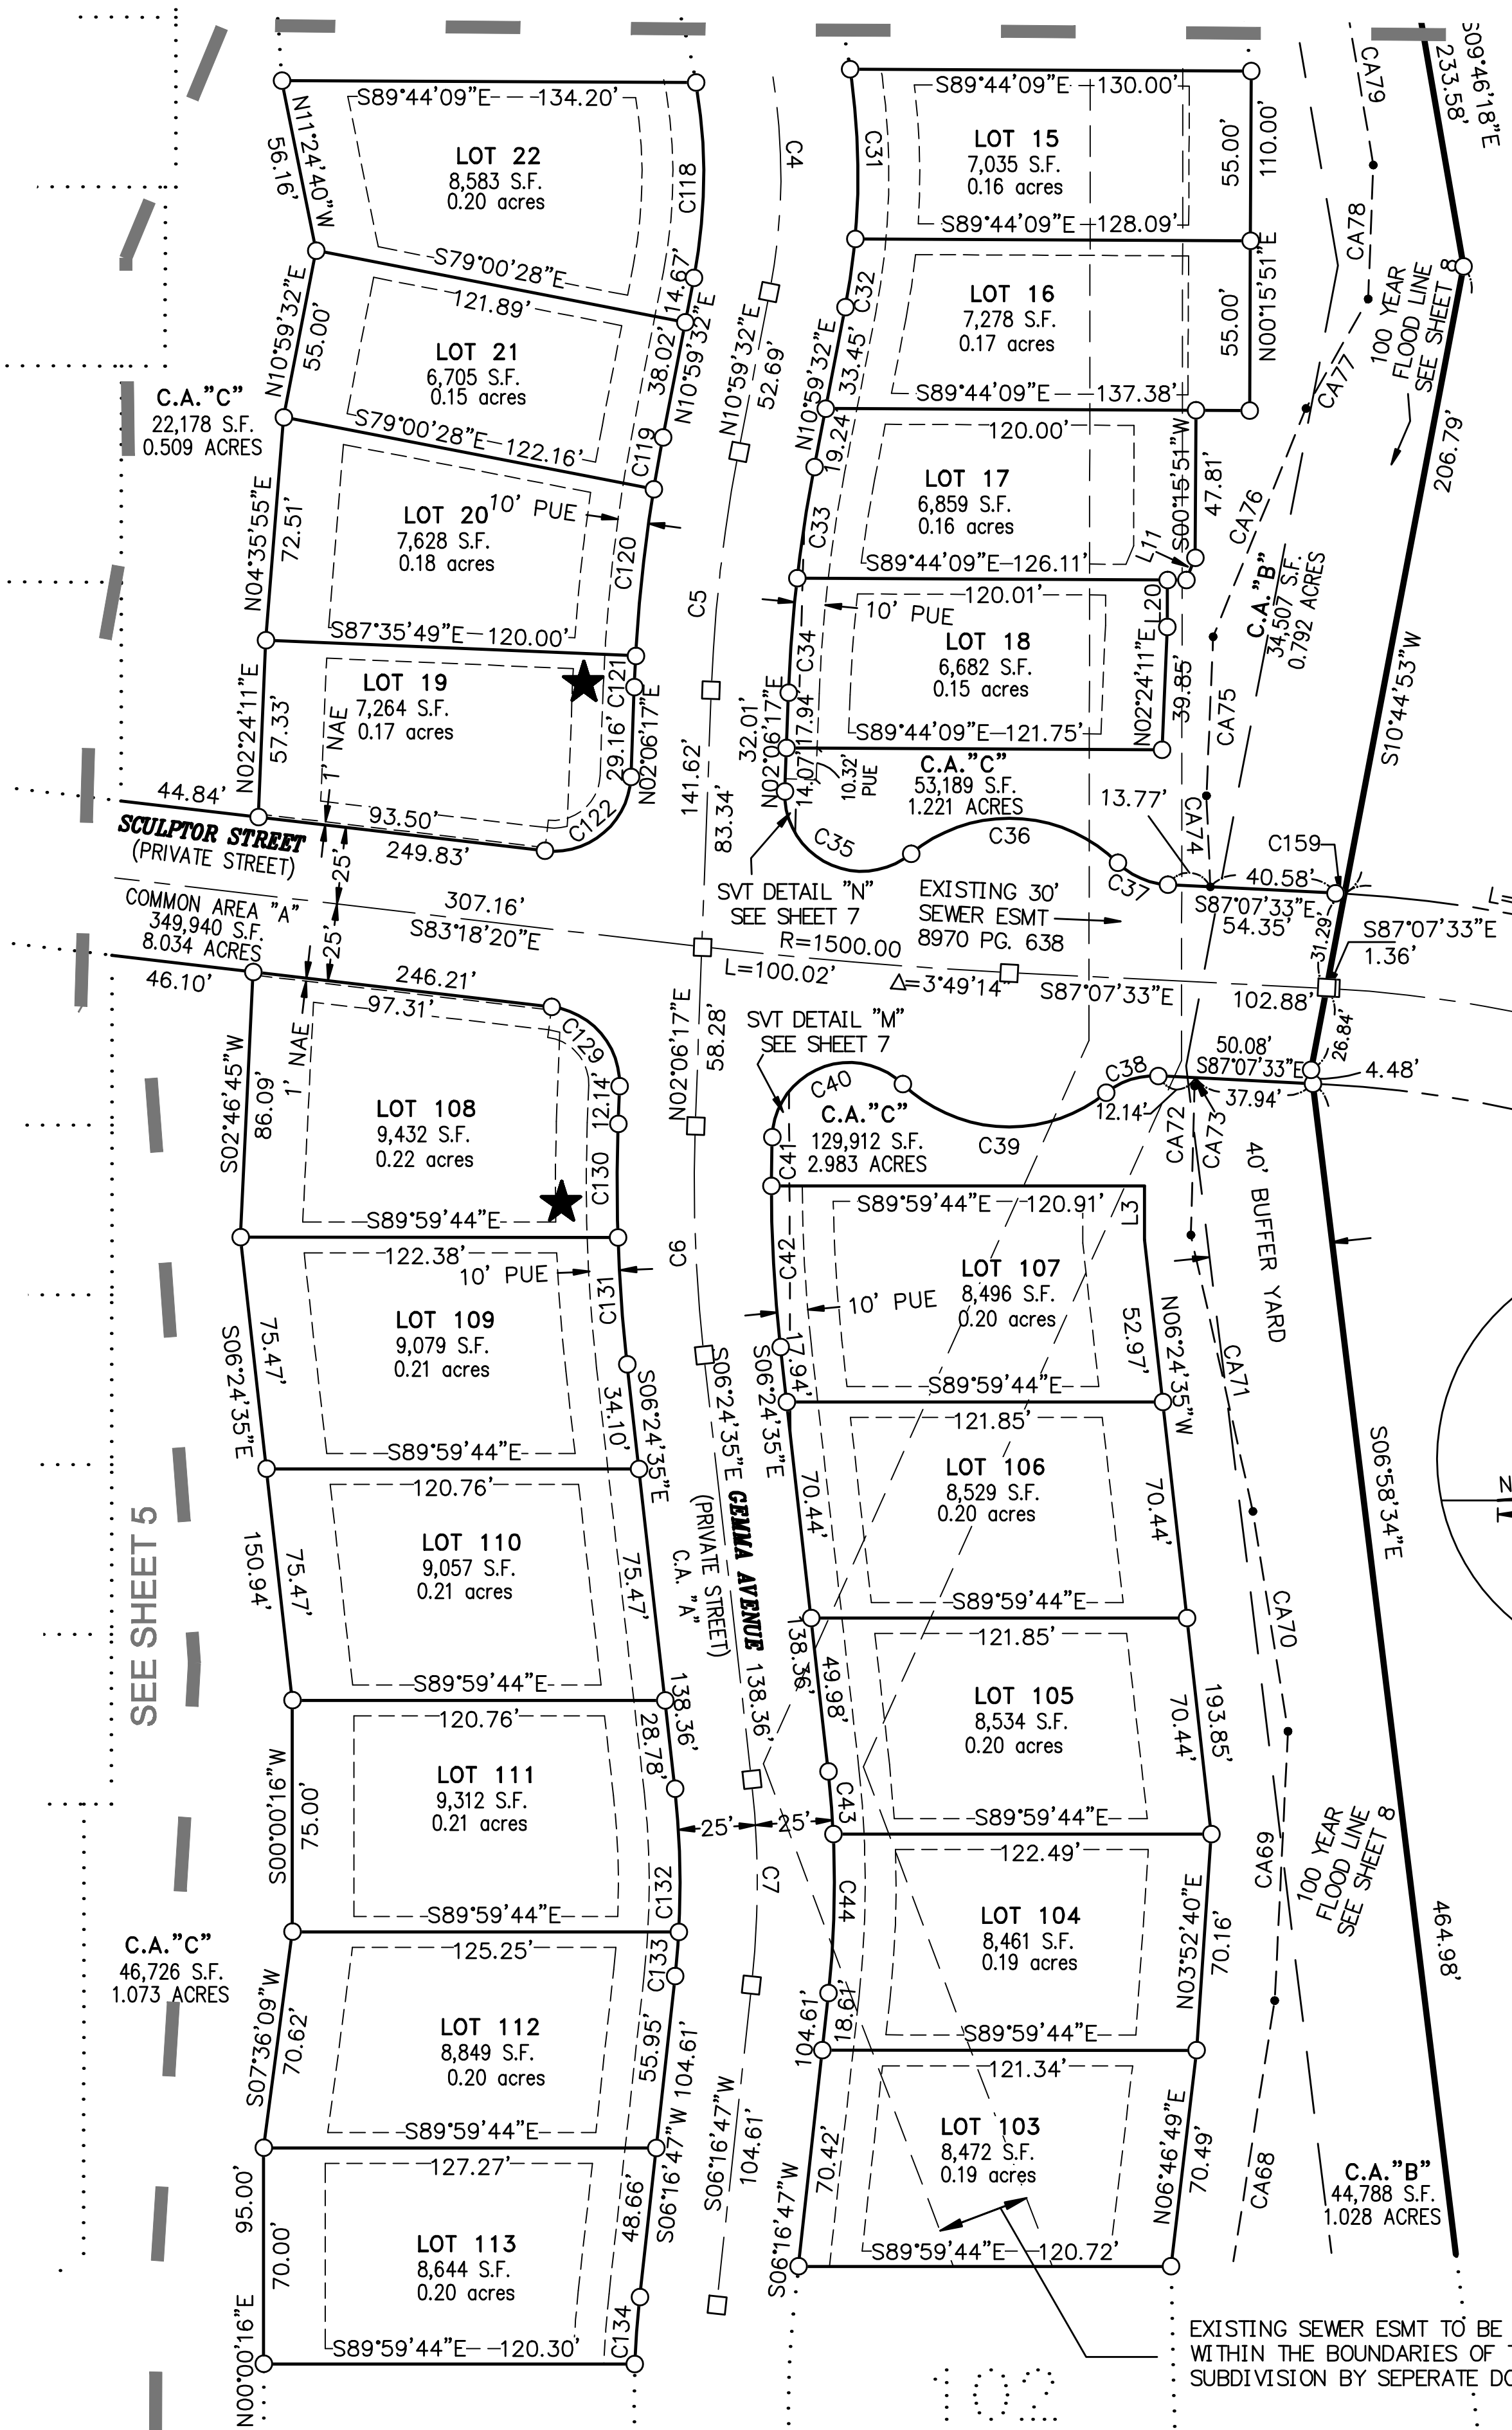 S89°44'09"E 134.20'
N11°24'40"W
56.16'
LOT 22
8,583 S.F.
0.20 acres
C118
14.67'
S79°00'28"E
121.89'
N10°59'32"E
55.00'
LOT 21
6,705 S.F.
0.15 acres
38.02'
N10°59'32"E
C119
S79°00'28"E 122.16'
C.A."C"
22,178 S.F.
0.509 ACRES
N04°35'55"E
72.51'
LOT 20
7,628 S.F.
0.18 acres
10' PUE
C120
S87°35'49"E 120.00'
N02°24'11"E
57.33'
LOT 19
7,264 S.F.
0.17 acres
1' NAE
C121
29.16'
N02°06'17"E
C122
93.50'
249.83'
44.84'
SCULPTOR STREET
(PRIVATE STREET)
25'
25'
COMMON AREA "A"
349,940 S.F.
8.034 ACRES
307.16'
S83°18'20"E
46.10'
246.21'
97.31'
C4
N10°59'32"E
52.69'
C5
141.62'
83.34'
R=1500.00
L=100.02'
Δ=3°49'14"
S87°07'33"E
102.88'
N02°06'17"E
58.28'
C6
S89°44'09"E 130.00'
C31
LOT 15
7,035 S.F.
0.16 acres
55.00'
110.00'
S89°44'09"E 128.09'
C32
33.45'
N10°59'32"E
LOT 16
7,278 S.F.
0.17 acres
55.00'
N00°15'51"E
S89°44'09"E 137.38'
120.00'
19.24'
C33
LOT 17
6,859 S.F.
0.16 acres
S00°15'51"W
47.81'
L11
S89°44'09"E 126.11'
120.01'
10' PUE
L20
C34
LOT 18
6,682 S.F.
0.15 acres
N02°24'11"E
39.85'
32.01'
17.94'
N02°06'17"E
S89°44'09"E 121.75'
14.07'
10.32'
PUE
C.A."C"
53,189 S.F.
1.221 ACRES
C35
C36
C37
13.77'
SVT DETAIL "N"
SEE SHEET 7
EXISTING 30'
SEWER ESMT
8970 PG. 638
CA79
CA78
CA77
CA76
CA75
CA74
S09°46'18"E
233.58'
100 YEAR
FLOOD LINE
SEE SHEET 8
206.79'
S10°44'53"W
C.A."B"
34,507 S.F.
0.792 ACRES
C159
40.58'
S87°07'33"E
54.35'
L=
31.29'
S87°07'33"E
1.36'
26.84'
50.08'
S87°07'33"E
4.48'
37.94'
12.14'
SVT DETAIL "M"
SEE SHEET 7
C38
C39
C40
C.A."C"
129,912 S.F.
2.983 ACRES
CA72
CA73
40' BUFFER YARD
C41
S89°59'44"E 120.91'
L3
C42
LOT 107
8,496 S.F.
0.20 acres
10' PUE
52.97'
N06°24'35"W
CA71
17.94'
S06°24'35"E
S89°59'44"E
121.85'
LOT 106
8,529 S.F.
0.20 acres
70.44'
70.44'
S89°59'44"E
121.85'
138.36'
49.98'
LOT 105
8,534 S.F.
0.20 acres
70.44'
193.85'
CA70
S06°58'34"E
C43
S89°59'44"E
122.49'
C44
LOT 104
8,461 S.F.
0.19 acres
N03°52'40"E
70.16'
CA69
100 YEAR
FLOOD LINE
SEE SHEET 8
464.98'
104.61'
18.61'
S89°59'44"E
121.34'
LOT 103
8,472 S.F.
0.19 acres
70.42'
S06°16'47"W
N06°46'49"E
70.49'
CA68
S89°59'44"E 120.72'
C.A."B"
44,788 S.F.
1.028 ACRES
EXISTING SEWER ESMT TO BE
WITHIN THE BOUNDARIES OF
SUBDIVISION BY SEPERATE
102
1' NAE
S02°46'45"W
86.09'
LOT 108
9,432 S.F.
0.22 acres
C129
12.14'
C130
S89°59'44"E
122.38'
10' PUE
C131
LOT 109
9,079 S.F.
0.21 acres
S06°24'35"E
75.47'
34.10'
S06°24'35"E
S89°59'44"E
120.76'
LOT 110
9,057 S.F.
0.21 acres
150.94'
75.47'
75.47'
S06°24'35"E
GEMMA AVENUE
(PRIVATE STREET)
C.A. "A"
138.36'
SEE SHEET 5
S89°59'44"E
120.76'
138.36'
28.78'
LOT 111
9,312 S.F.
0.21 acres
S00°00'16"W
75.00'
25'
25'
C7
C132
S89°59'44"E
125.25'
C133
C.A."C"
46,726 S.F.
1.073 ACRES
S07°36'09"W
70.62'
LOT 112
8,849 S.F.
0.20 acres
55.95'
104.61'
S06°16'47"W
S06°16'47"W
104.61'
S89°59'44"E
127.27'
95.00'
70.00'
LOT 113
8,644 S.F.
0.20 acres
48.66'
C134
N00°00'16"E
S89°59'44"E 120.30'